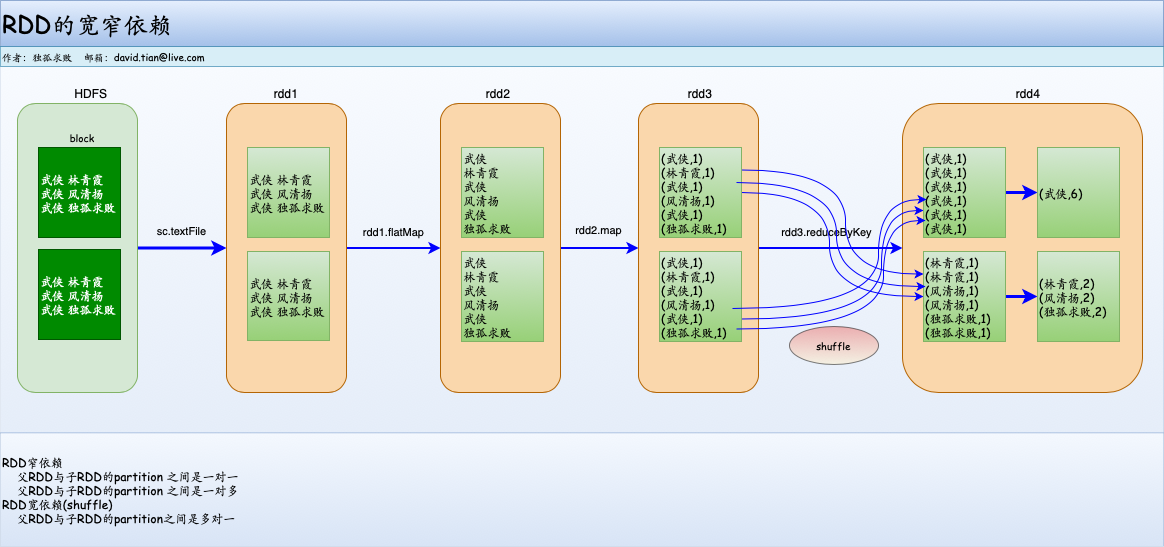 RDD的宽窄依赖
作者：独孤求败 邮箱：david.tian@live.com
HDFS
block
武侠 林青霞
武侠 风清扬
武侠 独孤求败
武侠 林青霞
武侠 风清扬
武侠 独孤求败
sc.textFile
rdd1
武侠 林青霞
武侠 风清扬
武侠 独孤求败
武侠 林青霞
武侠 风清扬
武侠 独孤求败
rdd1.flatMap
rdd2
武侠
林青霞
武侠
风清扬
武侠
独孤求败
武侠
林青霞
武侠
风清扬
武侠
独孤求败
rdd2.map
rdd3
(武侠,1)
(林青霞,1)
(武侠,1)
(风清扬,1)
(武侠,1)
(独孤求败,1)
(武侠,1)
(林青霞,1)
(武侠,1)
(风清扬,1)
(武侠,1)
(独孤求败,1)
rdd3.reduceByKey
shuffle
rdd4
(武侠,1)
(武侠,1)
(武侠,1)
(武侠,1)
(武侠,1)
(武侠,1)
(武侠,6)
(林青霞,1)
(林青霞,1)
(风清扬,1)
(风清扬,1)
(独孤求败,1)
(独孤求败,1)
(林青霞,2)
(风清扬,2)
(独孤求败,2)
RDD窄依赖
父RDD与子RDD的partition 之间是一对一
父RDD与子RDD的partition 之间是一对多
RDD宽依赖(shuffle)
父RDD与子RDD的partition之间是多对一